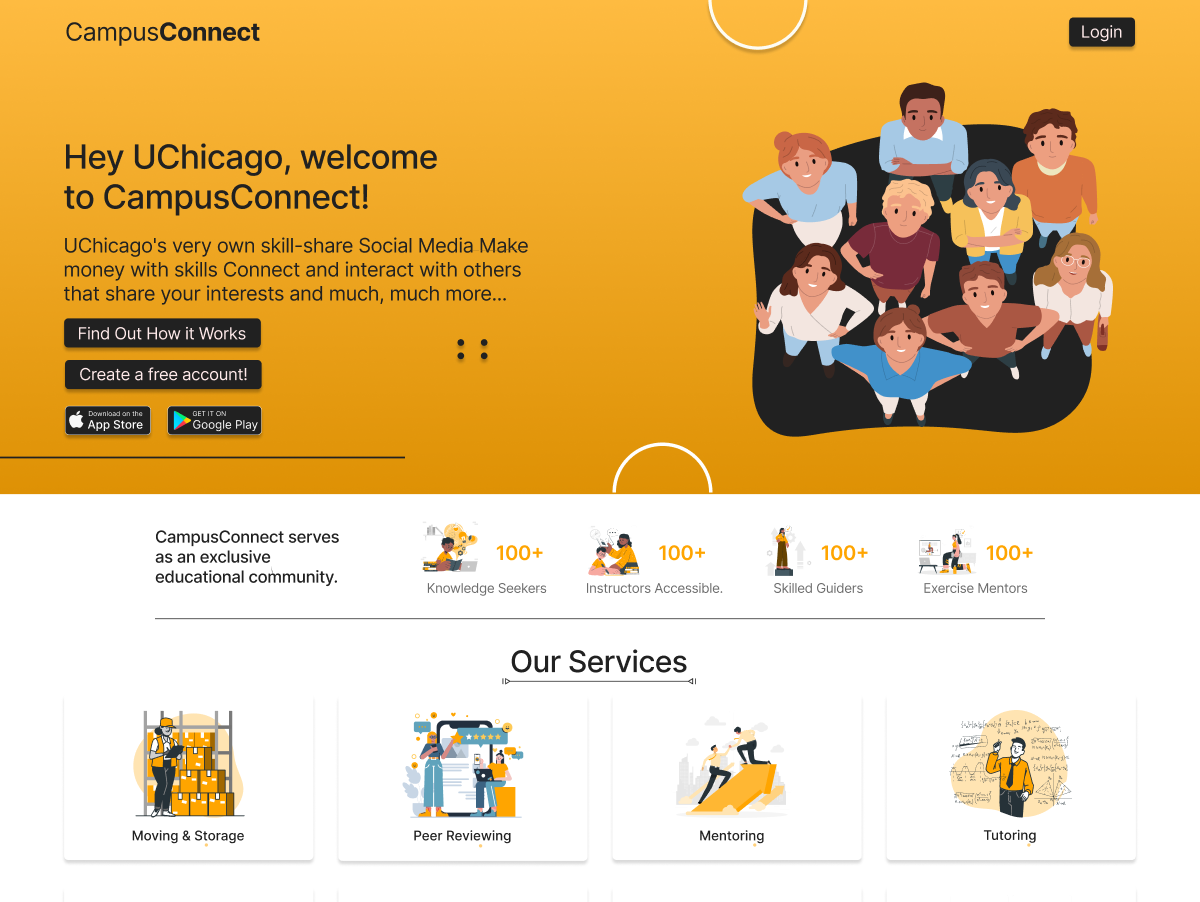 CampusConnect
Login
Hey UChicago, welcome
to CampusConnect!
UChicago's very own skill-share Social Media Make
money with skills Connect and interact with others
that share your interests and much, much more...
Find Out How it Works
Create a free account!
Download on the
App Store
GET IT ON
Google Play
CampusConnect serves
as an exclusive
educational community.
100+
Knowledge Seekers
100+
Instructors Accessible.
100+
Skilled Guiders
100+
Exercise Mentors
Our Services
Moving & Storage
Peer Reviewing
Mentoring
Tutoring